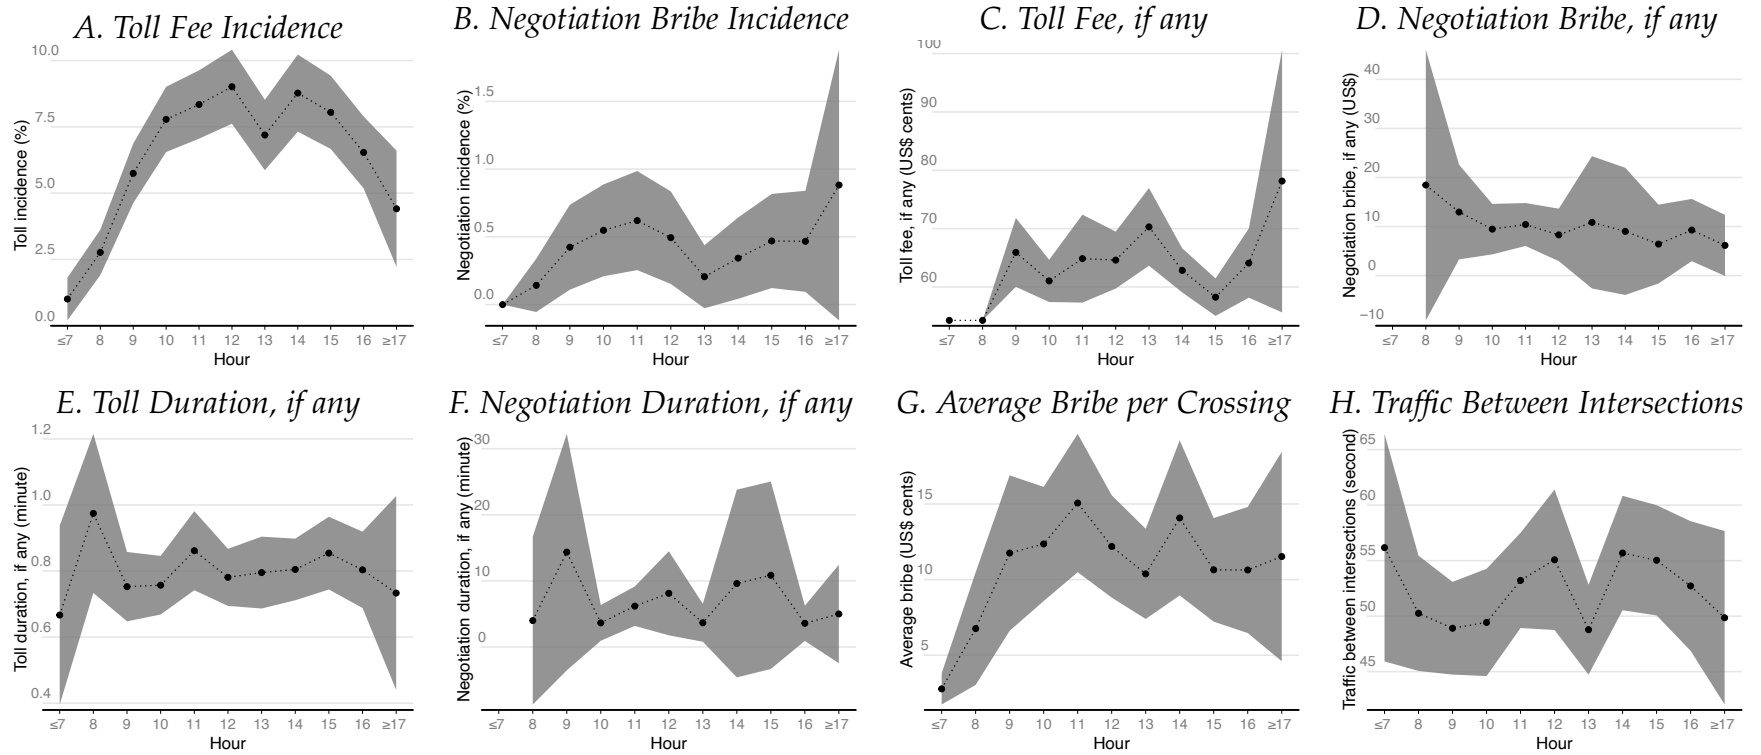 A. Toll Fee Incidence
Toll incidence (%)
10.0
7.5
5.0
2.5
0.0
≤7 8 9 10 11 12 13 14 15 16 ≥17
Hour
B. Negotiation Bribe Incidence
Negotiation incidence (%)
1.5
1.0
0.5
0.0
≤7 8 9 10 11 12 13 14 15 16 ≥17
Hour
C. Toll Fee, if any
Toll fee, if any (US$ cents)
100
90
80
70
60
≤7 8 9 10 11 12 13 14 15 16 ≥17
Hour
D. Negotiation Bribe, if any
Negotiation bribe, if any (US$)
40
30
20
10
0
−10
≤7 8 9 10 11 12 13 14 15 16 ≥17
Hour
E. Toll Duration, if any
Toll duration, if any (minute)
1.2
1.0
0.8
0.6
0.4
≤7 8 9 10 11 12 13 14 15 16 ≥17
Hour
F. Negotiation Duration, if any
Negotiation duration, if any (minute)
30
20
10
0
≤7 8 9 10 11 12 13 14 15 16 ≥17
Hour
G. Average Bribe per Crossing
Average bribe (US$ cents)
15
10
5
≤7 8 9 10 11 12 13 14 15 16 ≥17
Hour
H. Traffic Between Intersections
Traffic between intersections (second)
65
60
55
50
45
≤7 8 9 10 11 12 13 14 15 16 ≥17
Hour